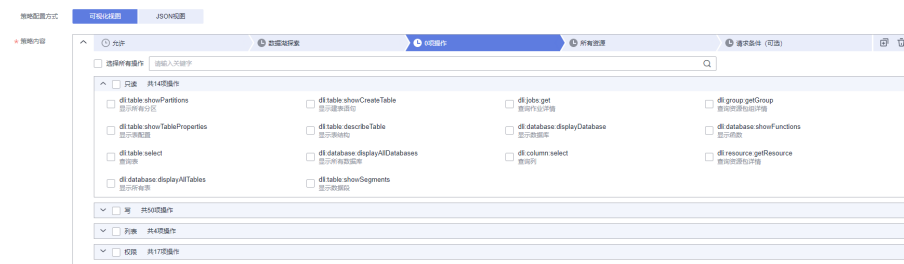 策略配置方式 可视化视图 JSON视图
* 策略内容 允许 数据湖探索 0项操作 所有资源 请求条件（可选）
选择所有操作 请输入关键字
只读 共14项操作
dli:table:showPartitions dli:table:showCreateTable dli:jobs:get dli:group:getGroup
显示所有分区 显示建表语句 查询作业详情 查询资源包组详情
dli:table:showTableProperties dli:table:describeTable dli:database:displayDatabase dli:database:showFunctions
显示表配置 显示表结构 显示数据库 显示函数
dli:table:select dli:database:displayAllDatabases dli:column:select dli:resource:getResource
查询表 显示所有数据库 查询列 查询资源包详情
dli:database:displayAllTables dli:table:showSegments
显示所有表 显示数据段
写 共50项操作
列表 共4项操作
权限 共17项操作